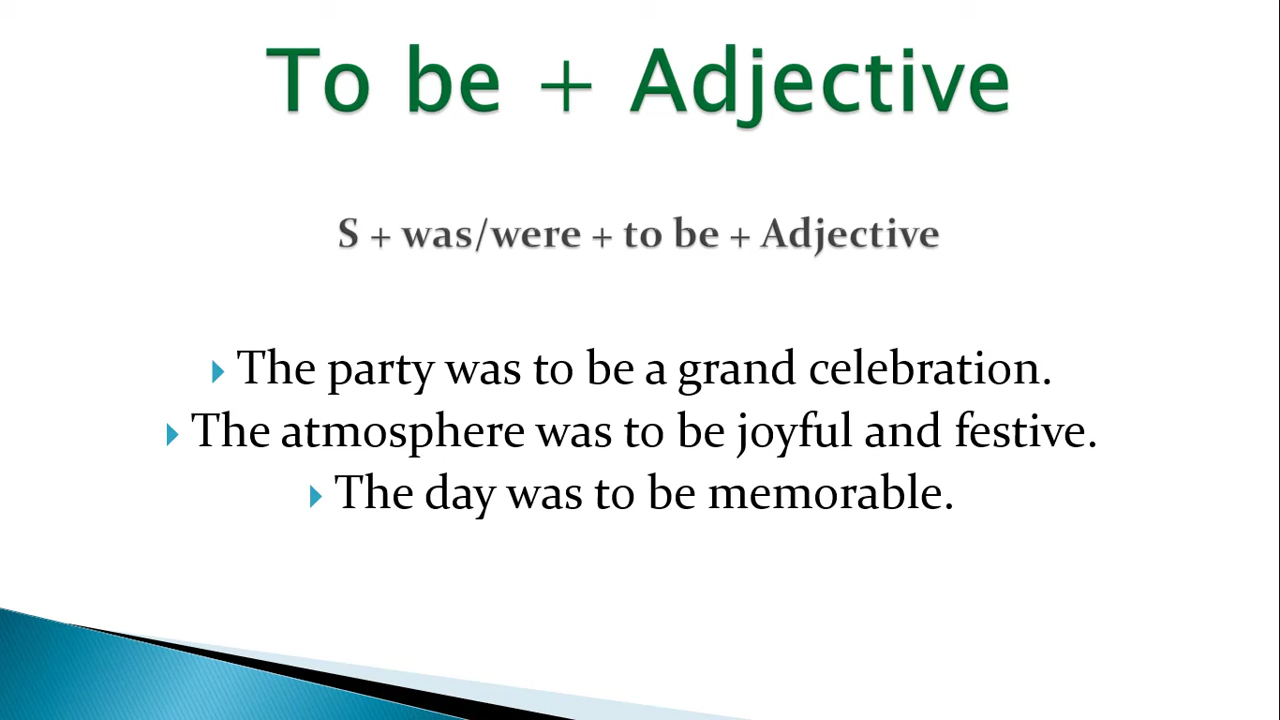 To be + Adjective
S + was/were + to be + Adjective
The party was to be a grand celebration.
The atmosphere was to be joyful and festive.
The day was to be memorable.